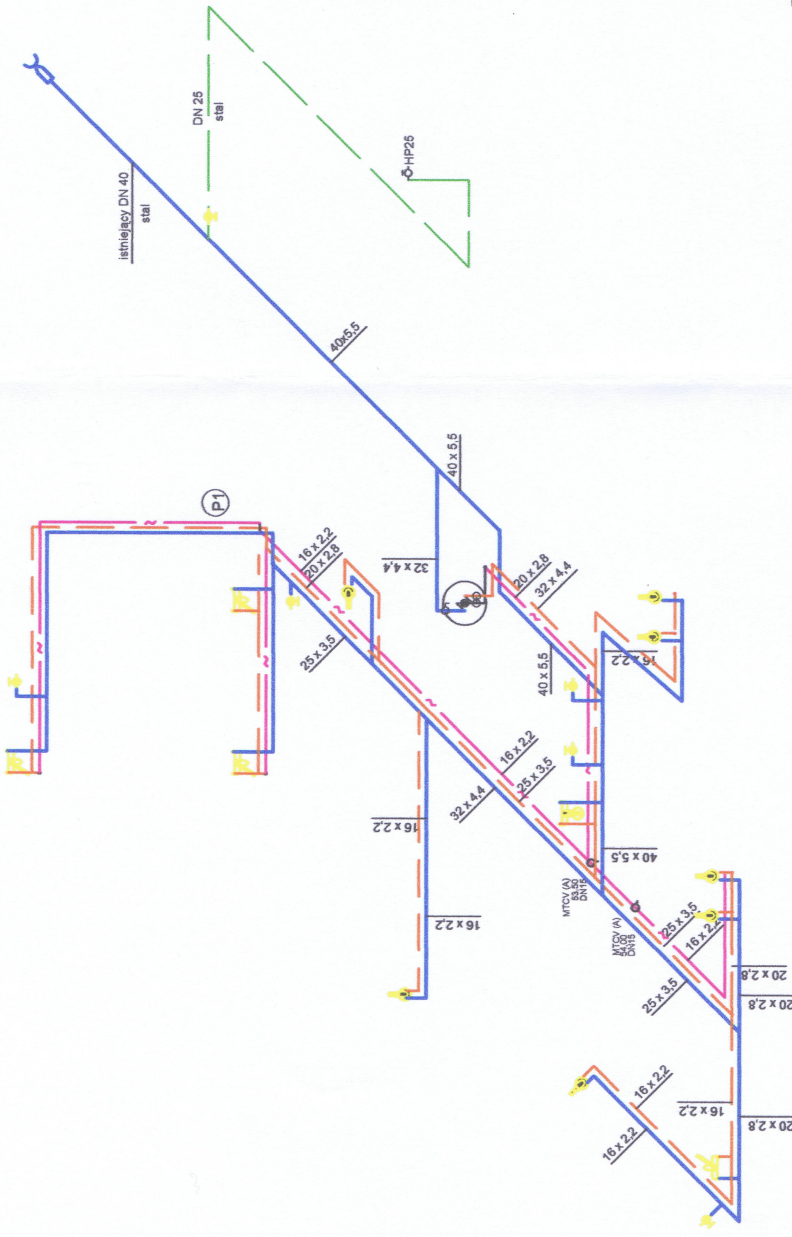 DN 25
stal
istniejący DN 40
stal
HP25
40x5,5
40 x 5,5
P1
16 x 2,2
20 x 2,8
25 x 3,5
32 x 4,4
20 x 2,8
32 x 4,4
40 x 5,5
16 x 2,2
16 x 2,2
25 x 3,5
32 x 4,4
16 x 2,2
16 x 2,2
40 x 5,5
MTCV (A)
53,50
DN15
MTCV (A)
54,00
DN15
25 x 3,5
16 x 2,2
25 x 3,5
20 x 2,8
20 x 2,8
16 x 2,2
16 x 2,2
16 x 2,2
20 x 2,8